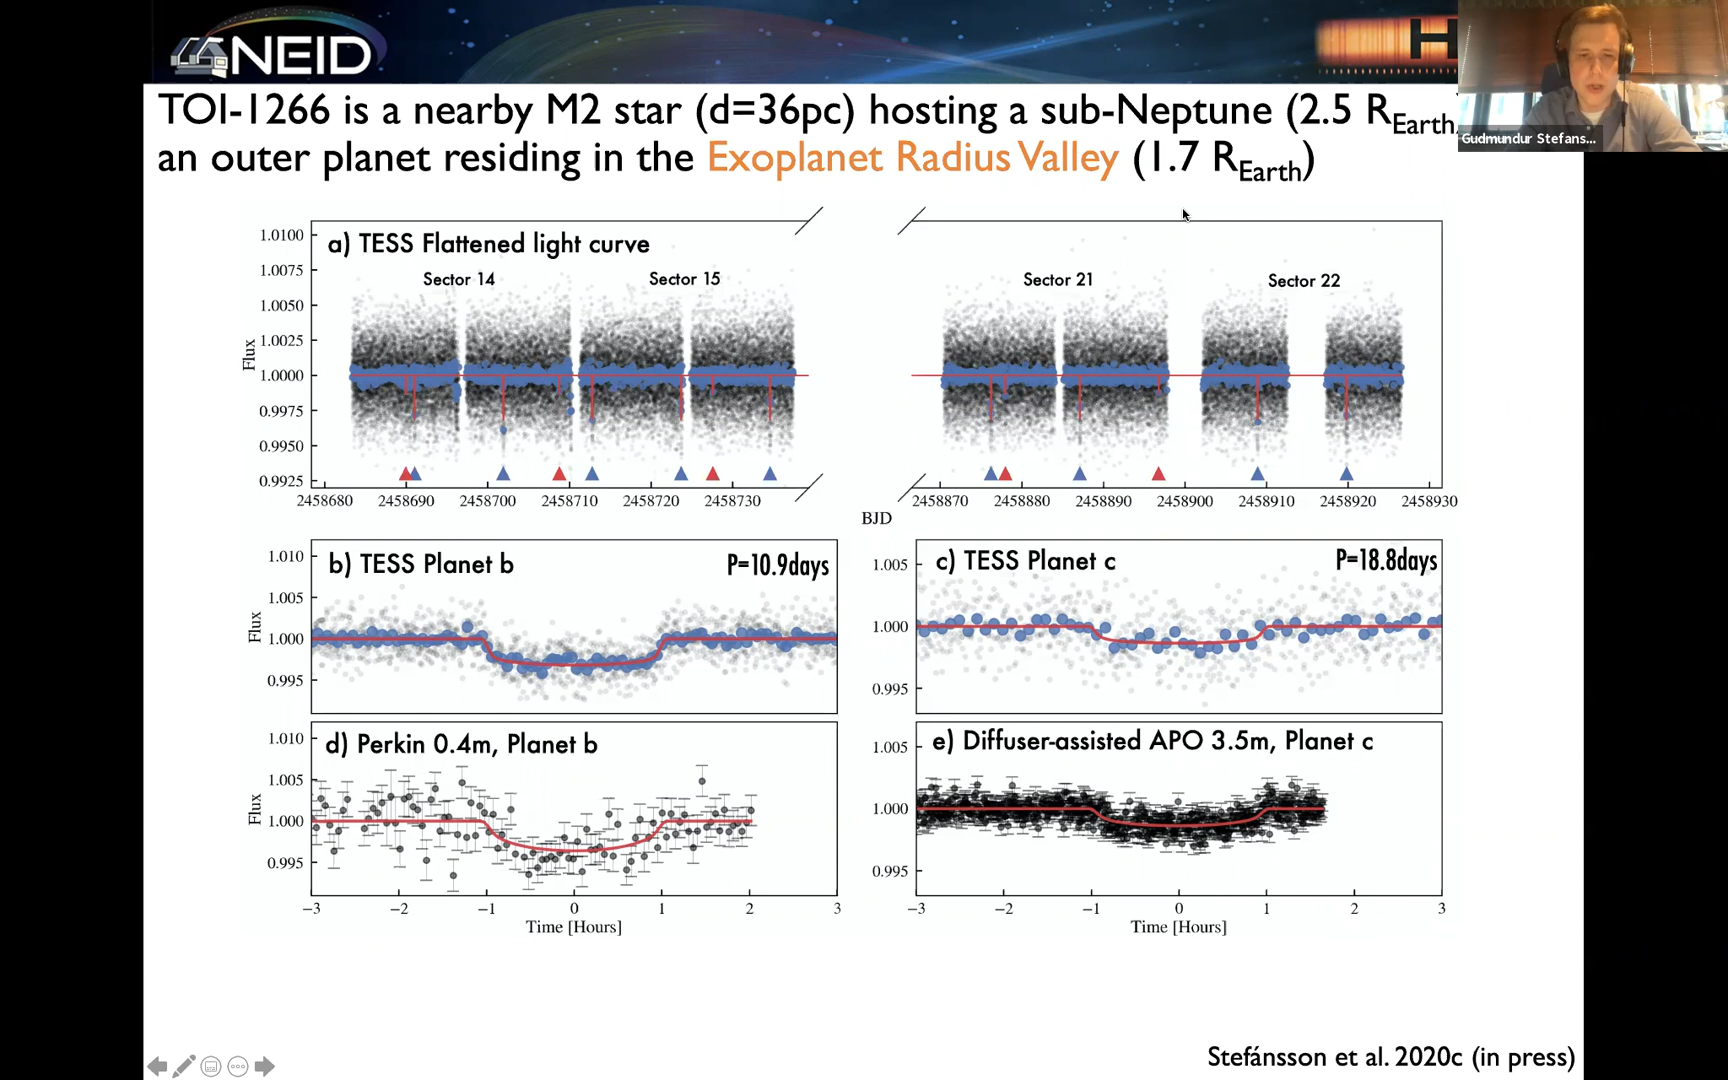 NEID
H
Gudmundur Stefans...
TOI-1266 is a nearby M2 star (d=36pc) hosting a sub-Neptune (2.5 REarth
an outer planet residing in the Exoplanet Radius Valley (1.7 REarth)
a) TESS Flattened light curve
Sector 14
Sector 15
Sector 21
Sector 22
Flux
1.0100
1.0075
1.0050
1.0025
1.0000
0.9975
0.9950
0.9925
2458680 2458690 2458700 2458710 2458720 2458730
2458870 2458880 2458890 2458900 2458910 2458920 2458930
BJD
b) TESS Planet b
P=10.9days
Flux
1.010
1.005
1.000
0.995
c) TESS Planet c
P=18.8days
1.005
1.000
0.995
d) Perkin 0.4m, Planet b
Flux
1.010
1.005
1.000
0.995
−3 −2 −1 0 1 2 3
Time [Hours]
e) Diffuser-assisted APO 3.5m, Planet c
1.005
1.000
0.995
−3 −2 −1 0 1 2 3
Time [Hours]
Stefánsson et al. 2020c (in press)